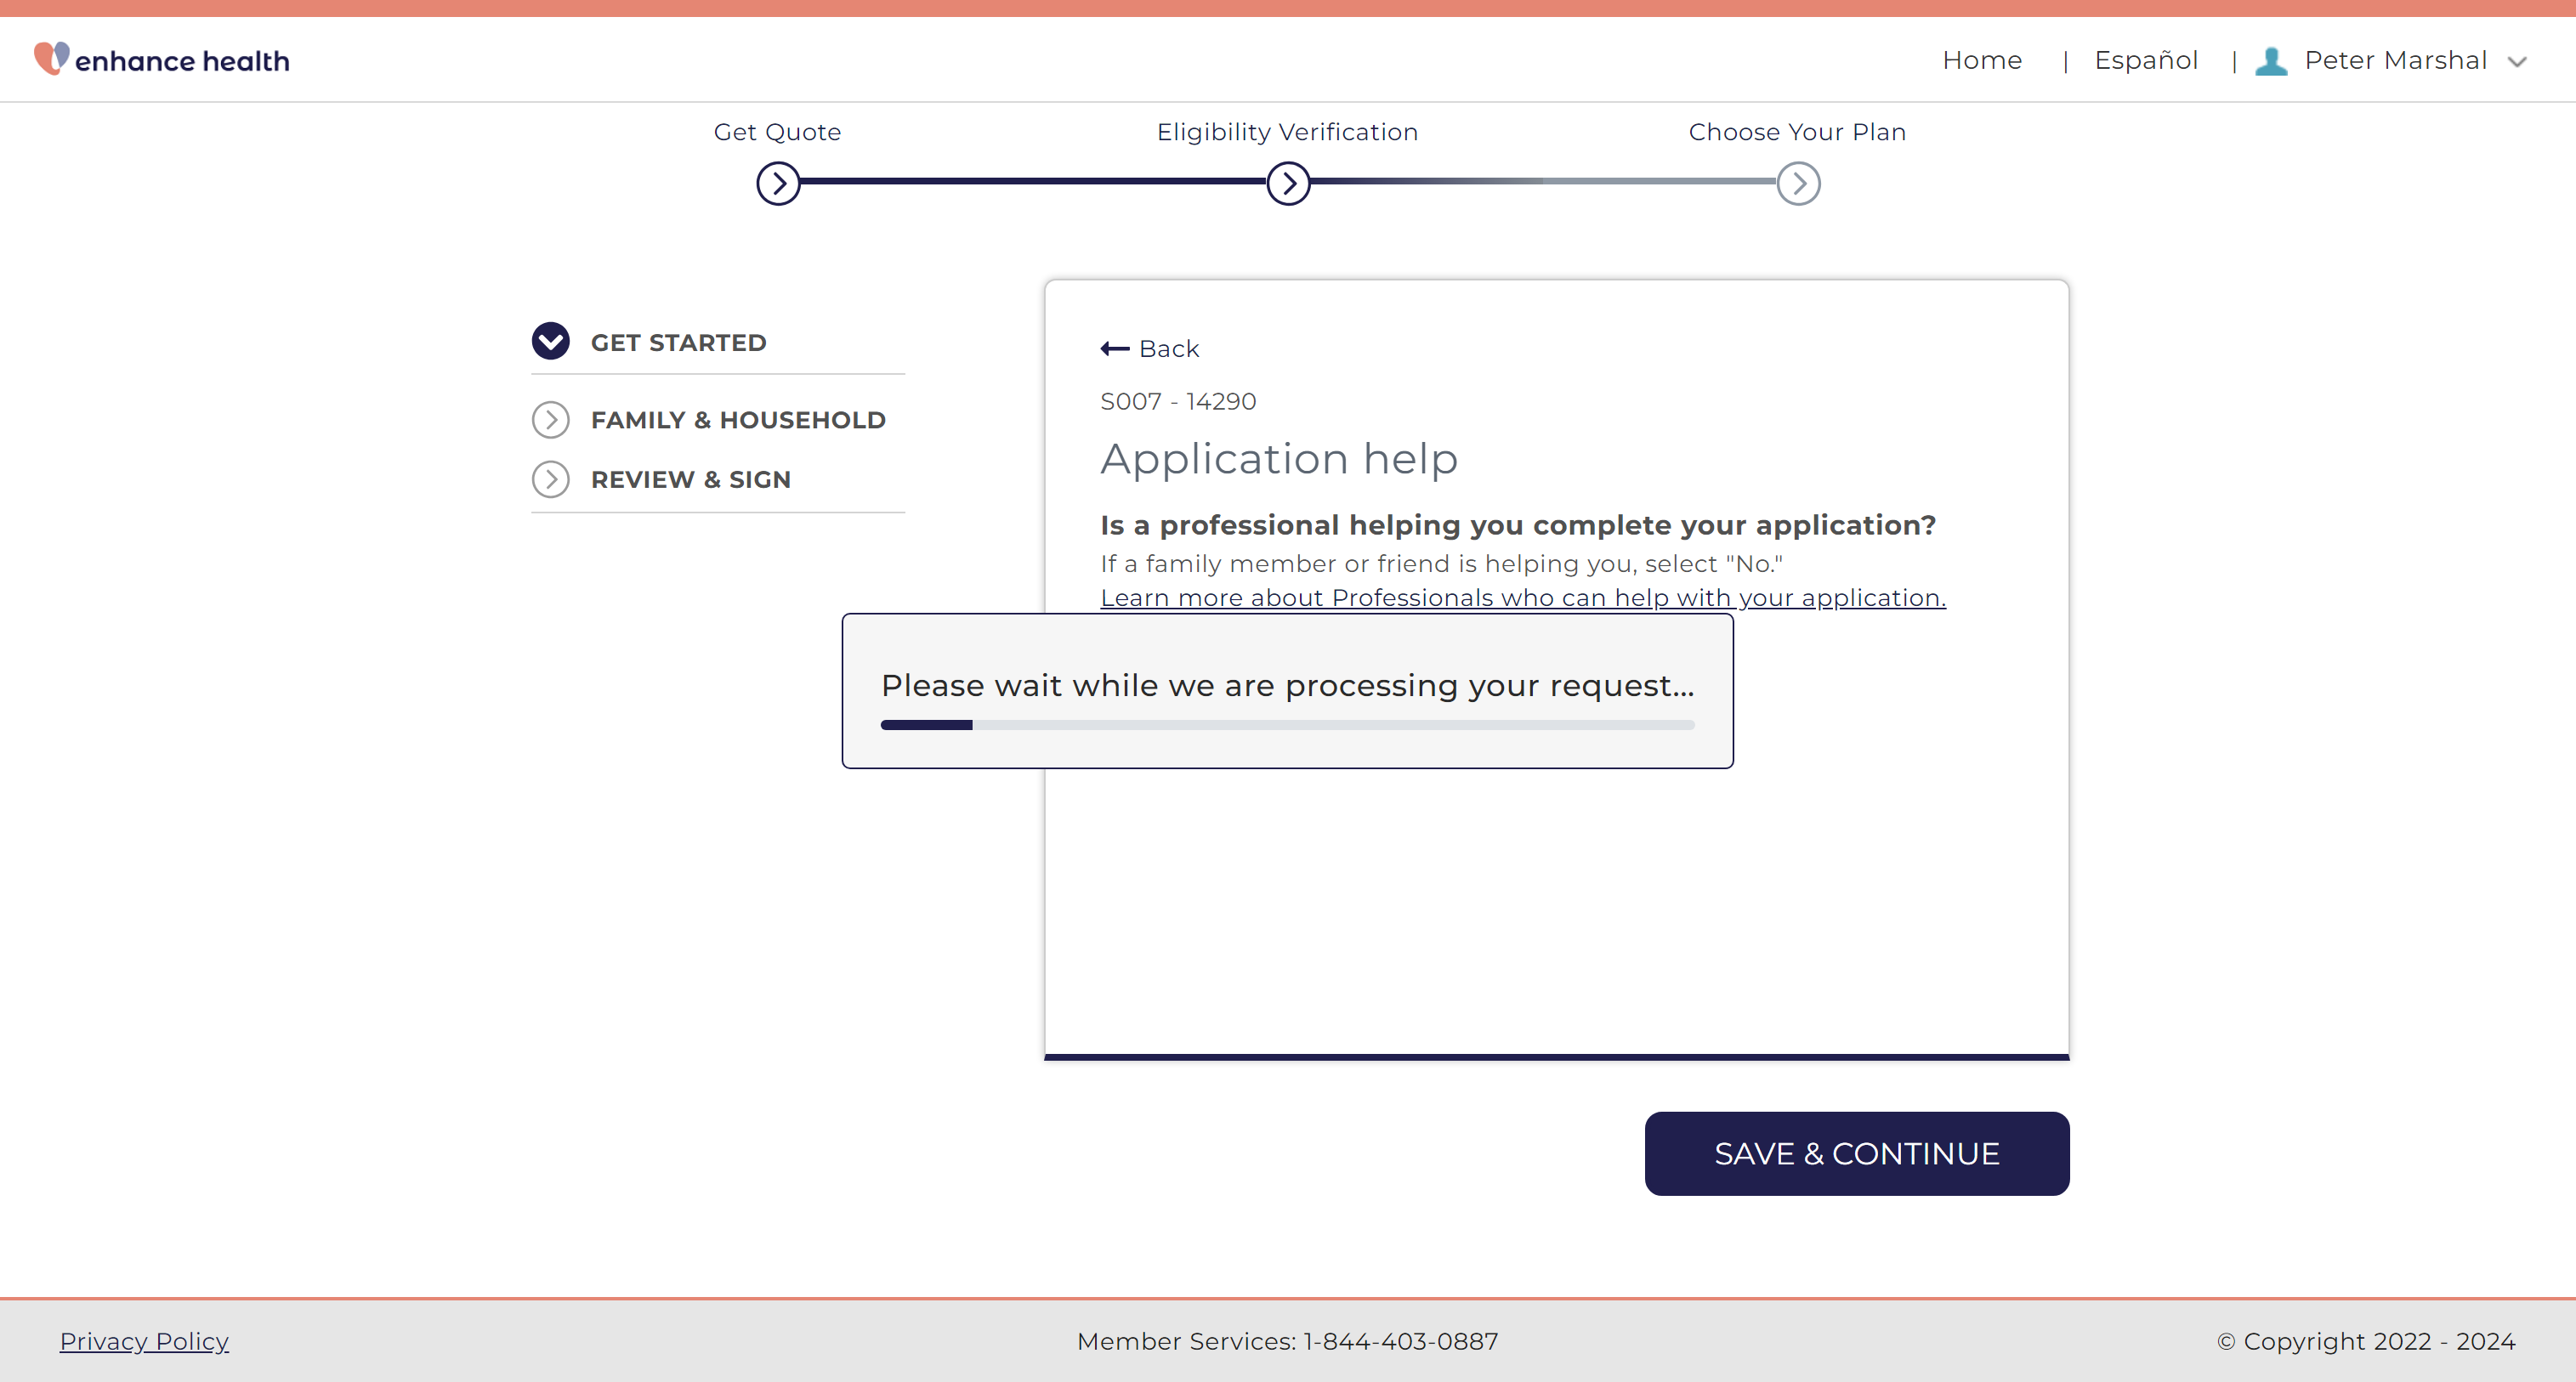 enhance health
Home | Español | Peter Marshal
Get Quote
Eligibility Verification
Choose Your Plan
GET STARTED
FAMILY & HOUSEHOLD
REVIEW & SIGN
Back
S007 - 14290
Application help
Is a professional helping you complete your application?
If a family member or friend is helping you, select "No."
Learn more about Professionals who can help with your application.
Please wait while we are processing your request...
SAVE & CONTINUE
Privacy Policy
Member Services: 1-844-403-0887
© Copyright 2022 - 2024